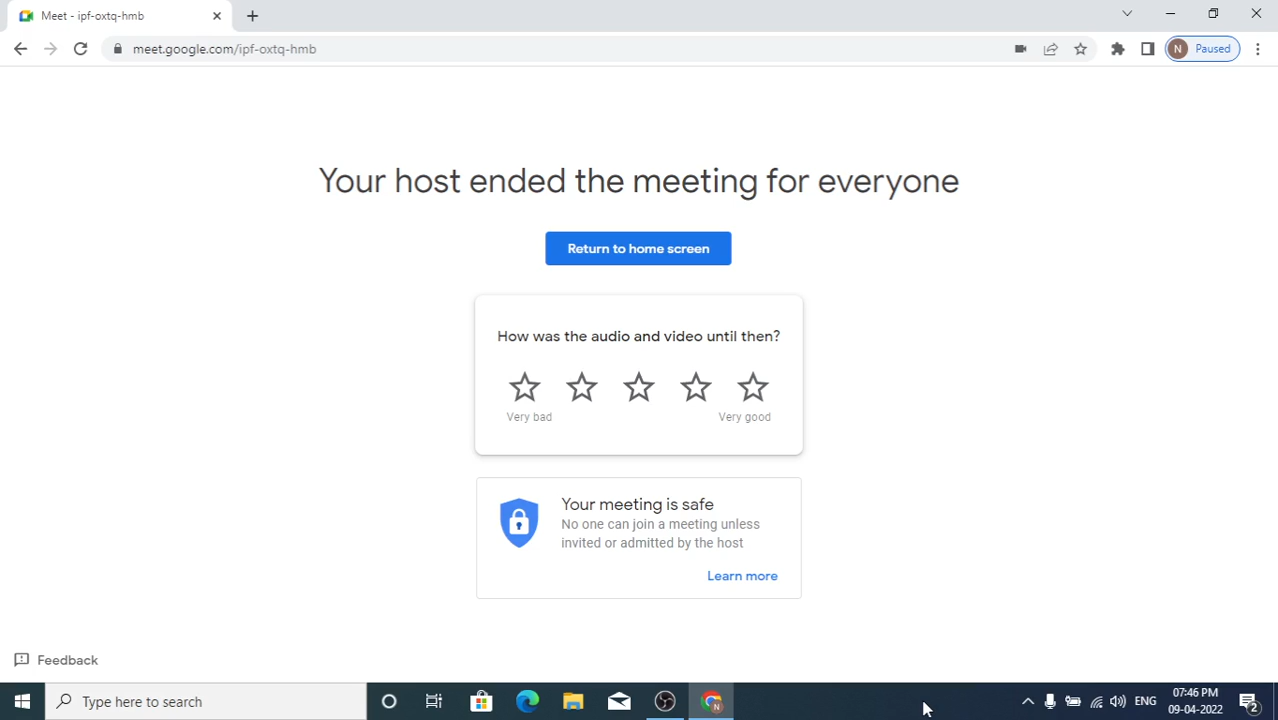 Meet - ipf-oxtq-hmb
meet.google.com/ipf-oxtq-hmb
N Paused
Your host ended the meeting for everyone
Return to home screen
How was the audio and video until then?
Very bad Very good
Your meeting is safe
No one can join a meeting unless
invited or admitted by the host
Learn more
Feedback
Type here to search
N
ENG
07:46 PM
09-04-2022
2